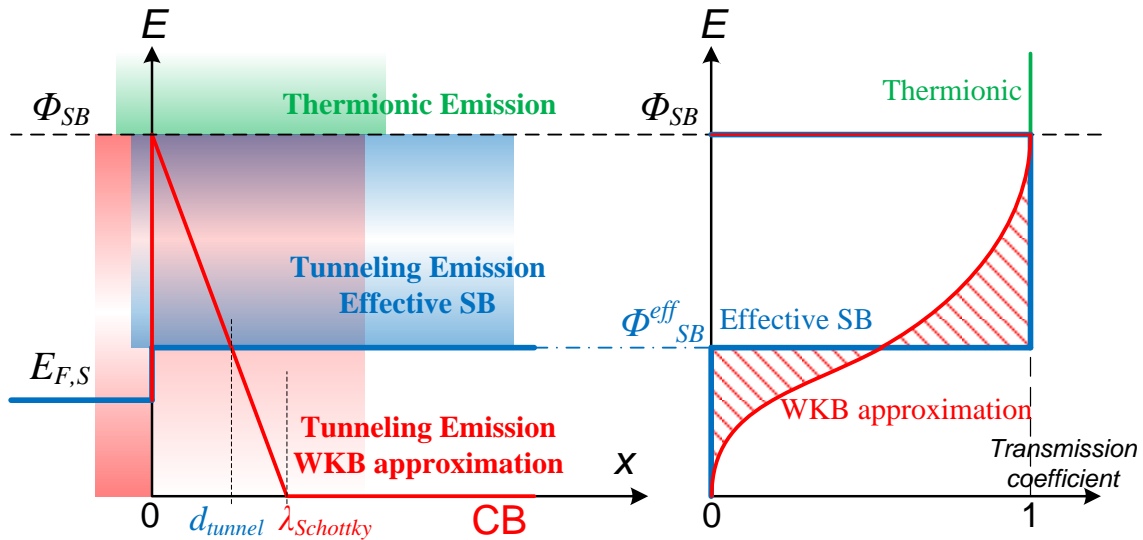 E
Φ_SB
Thermionic Emission
Tunneling Emission
Effective SB
E_F,S
Tunneling Emission
WKB approximation
x
0
d_tunnel
λ_Schottky
CB
E
Φ_SB
Thermionic
Φ^eff_SB
Effective SB
WKB approximation
Transmission
coefficient
0
1